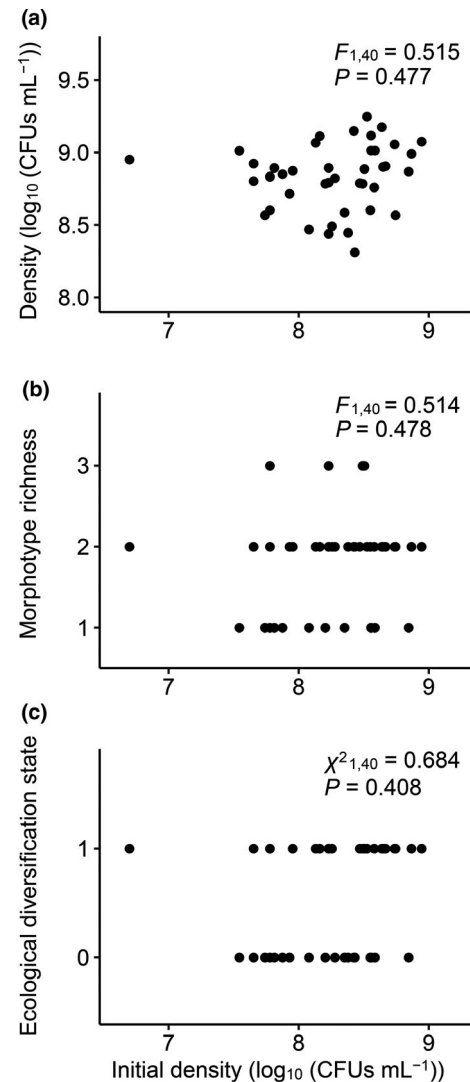 (a)
F1,40 = 0.515
P = 0.477
Density (log10 (CFUs mL−1))
9.5
9.0
8.5
8.0
7 8 9
(b)
F1,40 = 0.514
P = 0.478
Morphotype richness
3
2
1
7 8 9
(c)
χ2 1,40 = 0.684
P = 0.408
Ecological diversification state
1
0
7 8 9
Initial density (log10 (CFUs mL−1))